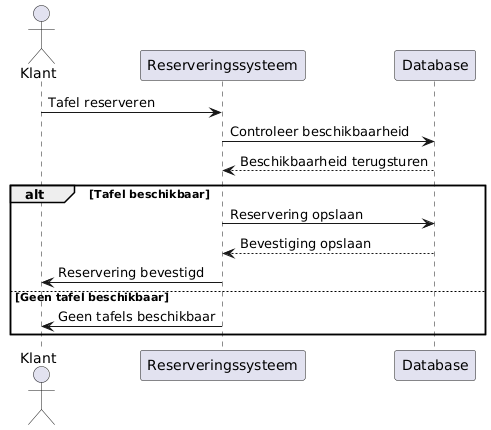 Klant
Reserveringssysteem
Database
Tafel reserveren
Controleer beschikbaarheid
Beschikbaarheid terugsturen
alt [Tafel beschikbaar]
Reservering opslaan
Bevestiging opslaan
Reservering bevestigd
[Geen tafel beschikbaar]
Geen tafels beschikbaar
Klant
Reserveringssysteem
Database